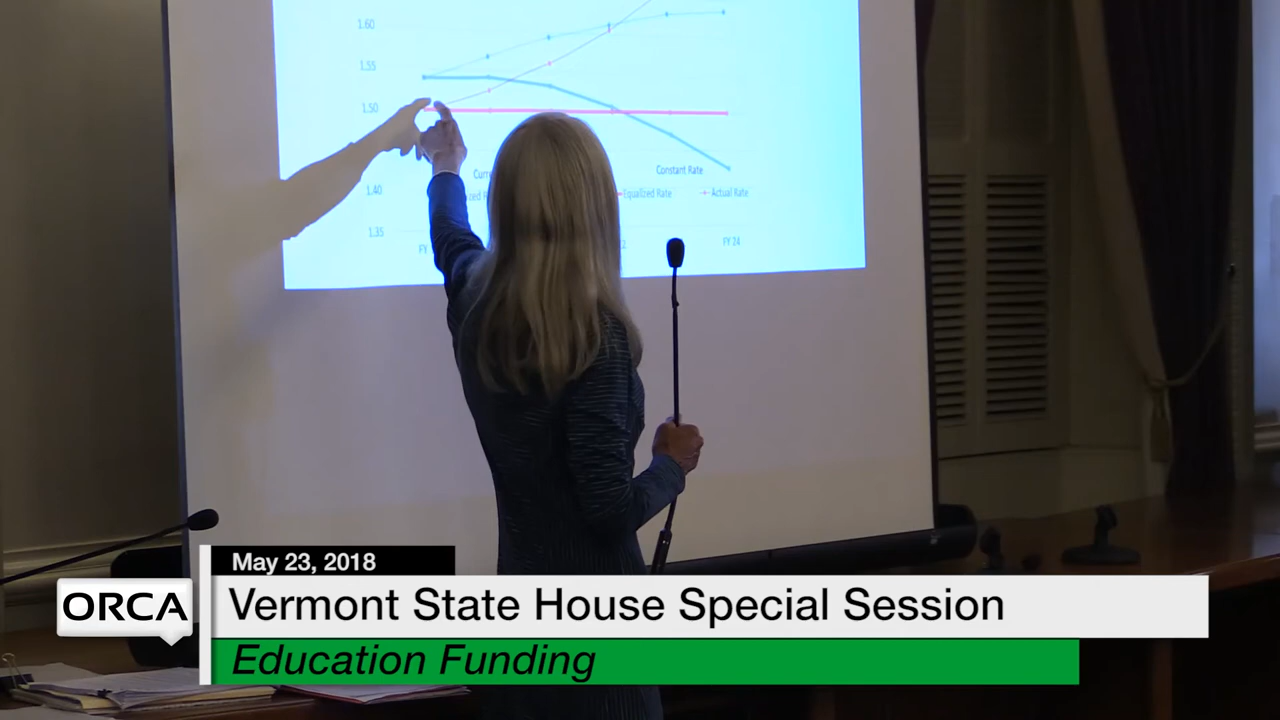 1.60
1.55
1.50
Constant Rate
1.40
Equalized Rate
Actual Rate
1.35
FY
FY 24
May 23, 2018
ORCA
Vermont State House Special Session
Education Funding